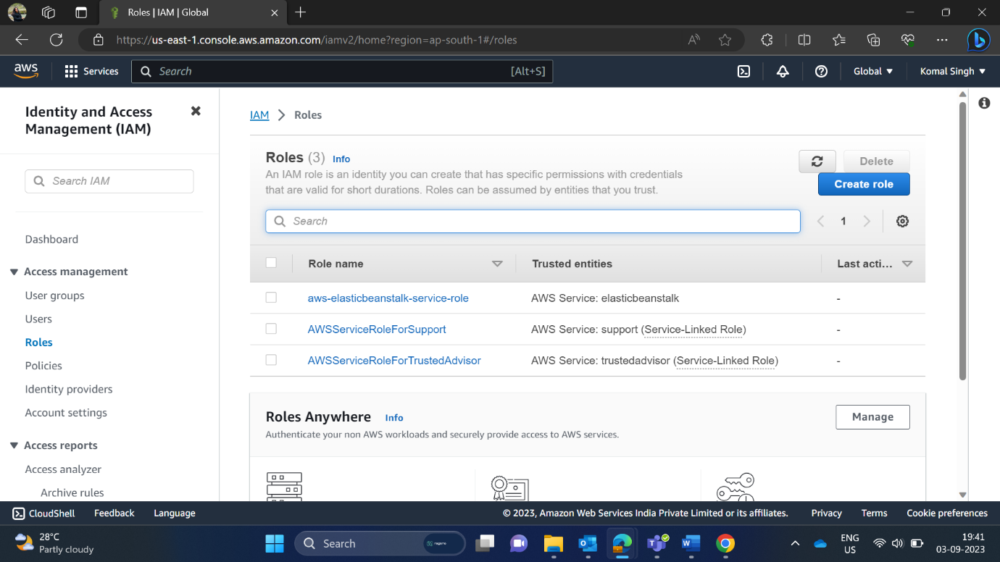 Roles | IAM | Global
https://us-east-1.console.aws.amazon.com/iamv2/home?region=ap-south-1#/roles
aws
Services
Search
[Alt+S]
Global
Komal Singh
Identity and Access
Management (IAM)
Search IAM
Dashboard
Access management
User groups
Users
Roles
Policies
Identity providers
Account settings
Access reports
Access analyzer
Archive rules
IAM > Roles
Roles (3) Info
An IAM role is an identity you can create that has specific permissions with credentials
that are valid for short durations. Roles can be assumed by entities that you trust.
Delete
Create role
Search
1
Role name
Trusted entities
Last acti...
aws-elasticbeanstalk-service-role
AWS Service: elasticbeanstalk
-
AWSServiceRoleForSupport
AWS Service: support (Service-Linked Role)
-
AWSServiceRoleForTrustedAdvisor
AWS Service: trustedadvisor (Service-Linked Role)
-
Roles Anywhere Info
Authenticate your non AWS workloads and securely provide access to AWS services.
Manage
CloudShell
Feedback
Language
© 2023, Amazon Web Services India Private Limited or its affiliates.
Privacy
Terms
Cookie preferences
28°C
Partly cloudy
Search
ENG
US
19:41
03-09-2023